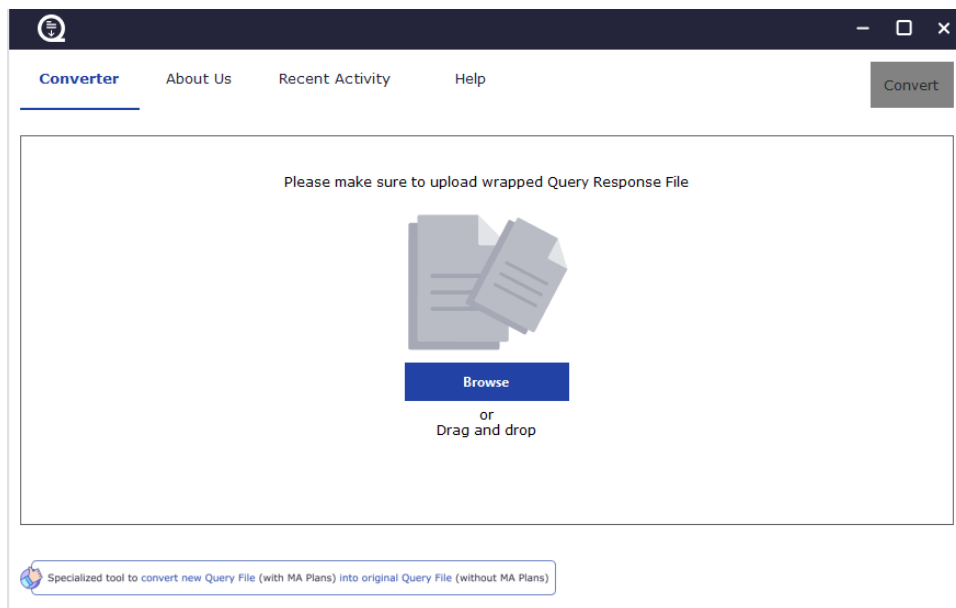 Converter About Us Recent Activity Help Convert
Please make sure to upload wrapped Query Response File
Browse
or
Drag and drop
Specialized tool to convert new Query File (with MA Plans) into original Query File (without MA Plans)